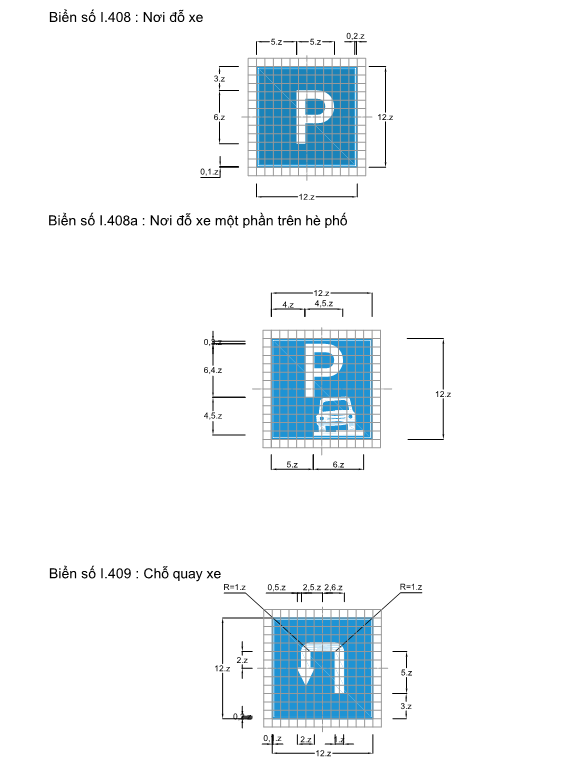 Biển số I.408 : Nơi đỗ xe
0,2.z
5.z 5.z
3.z
6.z
12.z
P
0,1.z
12.z
Biển số I.408a : Nơi đỗ xe một phần trên hè phố
12.z
4.z 4,5.z
6,4.z
P
12.z
4,5.z
5.z 6.z
Biển số I.409 : Chỗ quay xe
R=1.z 0,5.z 2,5.z 2,6.z R=1.z
2.z
12.z
5.z
3.z
2.z 1.z
12.z